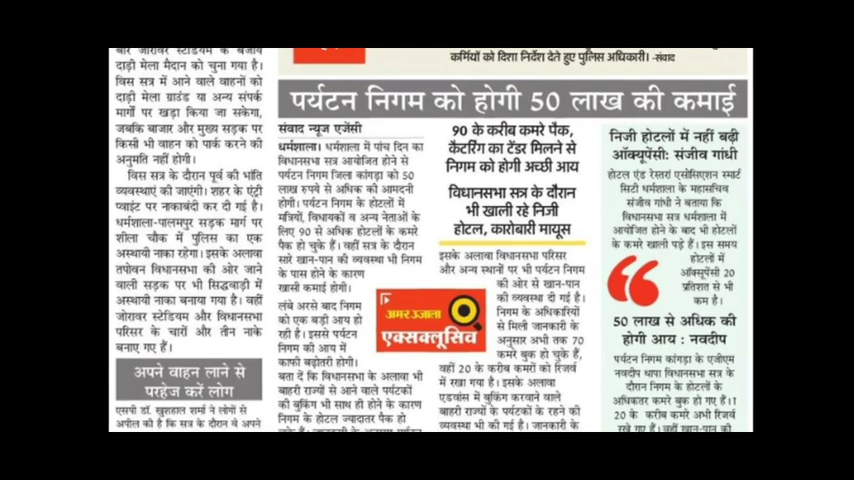 बार जोरावर स्टेडियम के बजाय
दाड़ी मेला मैदान को चुना गया है।
विस सत्र में आने वाले वाहनों को
दाड़ी मेला ग्राउंड या अन्य संपर्क
मार्गों पर खड़ा किया जा सकेगा,
जबकि बाजार और मुख्य सड़क पर
किसी भी वाहन को पार्क करने की
अनुमति नहीं होगी।
विस सत्र के दौरान पूर्व की भांति
व्यवस्थाएं की जाएंगी। शहर के एंट्री
प्वाइंट पर नाकाबंदी कर दी गई है।
धर्मशाला-पालमपुर सड़क मार्ग पर
शीला चौक में पुलिस का एक
अस्थायी नाका रहेगा। इसके अलावा
तपोवन विधानसभा की ओर जाने
वाली सड़क पर भी सिद्धबाड़ी में
अस्थायी नाका बनाया गया है। वहीं
जोरावर स्टेडियम और विधानसभा
परिसर के चारों और तीन नाके
बनाए गए हैं।
अपने वाहन लाने से
परहेज करें लोग
एसपी डॉ. खुशहाल शर्मा ने लोगों से
अपील की है कि सत्र के दौरान वे अपने
कर्मियों को दिशा निर्देश देते हुए पुलिस अधिकारी। -संवाद
पर्यटन निगम को होगी 50 लाख की कमाई
संवाद न्यूज एजेंसी
धर्मशाला। धर्मशाला में पांच दिन का
विधानसभा सत्र आयोजित होने से
पर्यटन निगम जिला कांगड़ा को 50
लाख रुपये से अधिक की आमदनी
होगी। पर्यटन निगम के होटलों में
मंत्रियों, विधायकों व अन्य नेताओं के
लिए 90 से अधिक होटलों के कमरे
पैक हो चुके हैं। वहीं सत्र के दौरान
सारे खान-पान की व्यवस्था भी निगम
के पास होने के कारण
खासी कमाई होगी।
लंबे अरसे बाद निगम
को एक बड़ी आय हो
रही है। इससे पर्यटन
निगम की आय में
काफी बढ़ोतरी होगी।
बता दें कि विधानसभा के अलावा भी
बाहरी राज्यों से आने वाले पर्यटकों
की बुकिंग भी साथ ही होने के कारण
निगम के होटल ज्यादातर पैक हो
90 के करीब कमरे पैक,
कैटरिंग का टेंडर मिलने से
निगम को होगी अच्छी आय
विधानसभा सत्र के दौरान
भी खाली रहे निजी
होटल, कारोबारी मायूस
इसके अलावा विधानसभा परिसर
और अन्य स्थानों पर भी पर्यटन निगम
की ओर से खान-पान
की व्यवस्था दी गई है।
निगम के अधिकारियों
से मिली जानकारी के
अनुसार अभी तक 70
कमरे बुक हो चुके हैं,
वहीं 20 के करीब कमरों को रिजर्व
में रखा गया है। इसके अलावा
एडवांस में बुकिंग करवाने वाले
बाहरी राज्यों के पर्यटकों के रहने की
व्यवस्था भी की गई है। जानकारी के
अमर उजाला
एक्सक्लूसिव
निजी होटलों में नहीं बढ़ी
ऑक्यूपेंसी: संजीव गांधी
होटल एंड रेस्तरां एसोसिएशन स्मार्ट
सिटी धर्मशाला के महासचिव
संजीव गांधी ने बताया कि
विधानसभा सत्र धर्मशाला में
आयोजित होने के बाद भी होटलों
के कमरे खाली पड़े हैं। इस समय
होटलों में
ऑक्यूपेंसी 20
प्रतिशत से भी
कम है।
50 लाख से अधिक की
होगी आय : नवदीप
पर्यटन निगम कांगड़ा के एजीएम
नवदीप थापा विधानसभा सत्र के
दौरान निगम के होटलों के
अधिकतर कमरे बुक हो गए हैं।।
20 के करीब कमरे अभी रिजर्व
रखे गए हैं। वहीं खान-पान की